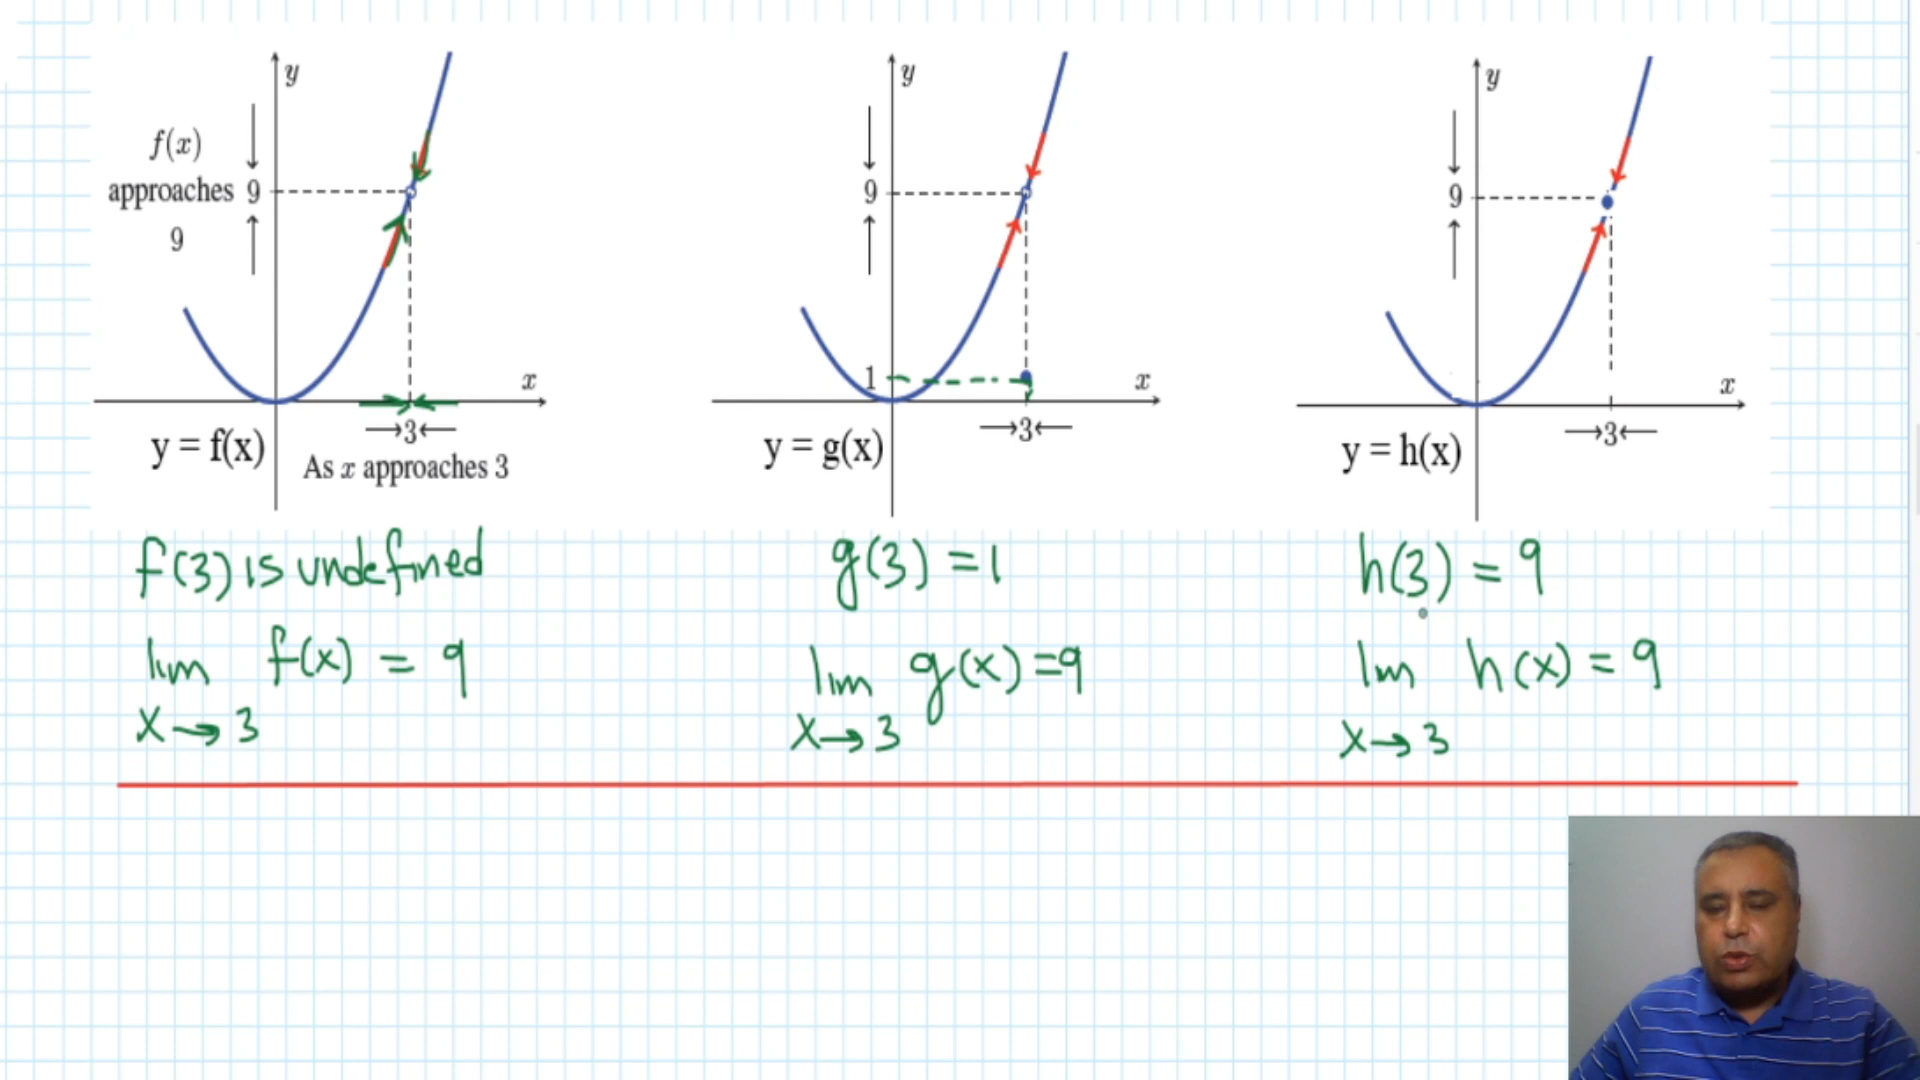 y
f(x)
approaches 9
9
x
3
y = f(x)
As x approaches 3
f(3) is undefined
lim f(x) = 9
x → 3
y
9
1
x
3
y = g(x)
g(3) = 1
lim g(x) = 9
x → 3
y
9
x
3
y = h(x)
h(3) = 9
lim h(x) = 9
x → 3